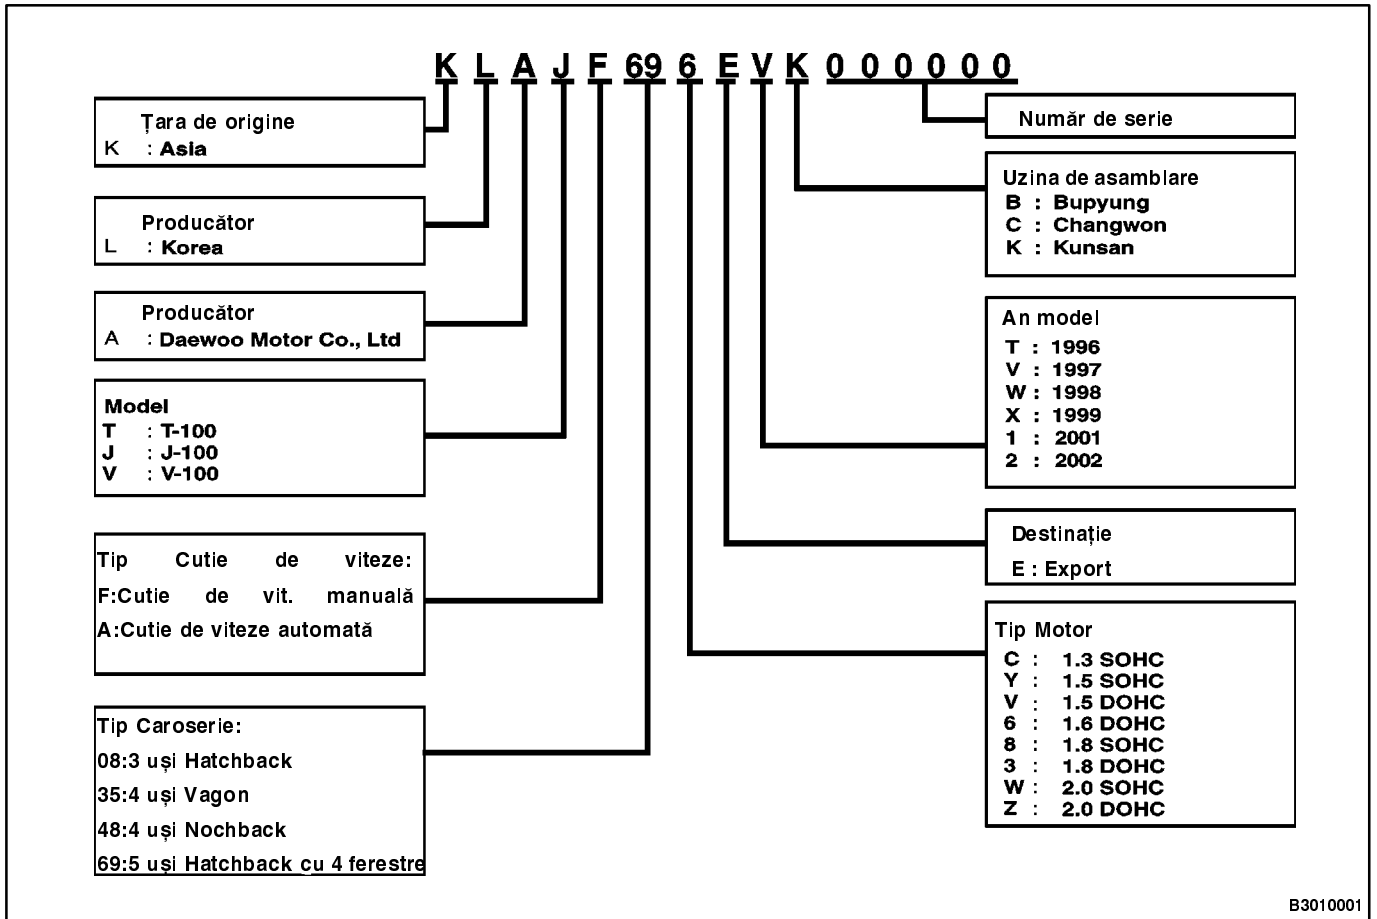 K L A J F 69 6 E V K 0 0 0 0 0 0
Țara de origine
K : Asia
Producător
L : Korea
Producător
A : Daewoo Motor Co., Ltd
Model
T : T-100
J : J-100
V : V-100
Tip Cutie de viteze:
F:Cutie de vit. manuală
A:Cutie de viteze automată
Tip Caroserie:
08:3 uși Hatchback
35:4 uși Vagon
48:4 uși Nochback
69:5 uși Hatchback cu 4 ferestre
Număr de serie
Uzina de asamblare
B : Bupyung
C : Changwon
K : Kunsan
An model
T : 1996
V : 1997
W : 1998
X : 1999
1 : 2001
2 : 2002
Destinație
E : Export
Tip Motor
C : 1.3 SOHC
Y : 1.5 SOHC
V : 1.5 DOHC
6 : 1.6 DOHC
8 : 1.8 SOHC
3 : 1.8 DOHC
W : 2.0 SOHC
Z : 2.0 DOHC
B3010001